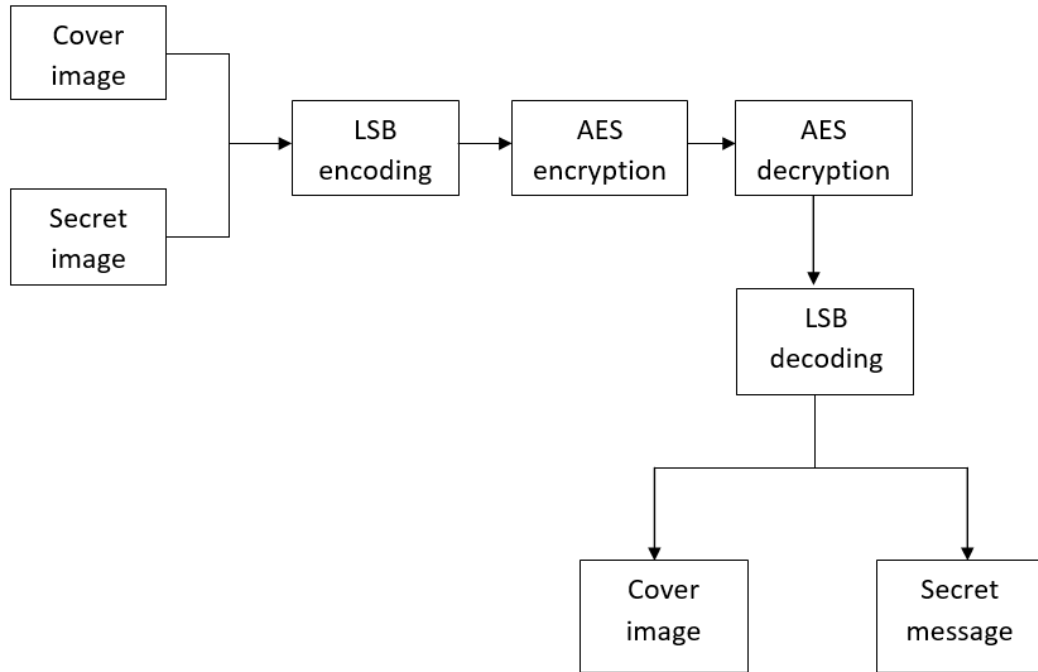 Cover
image
Secret
image
LSB
encoding
AES
encryption
AES
decryption
LSB
decoding
Cover
image
Secret
message